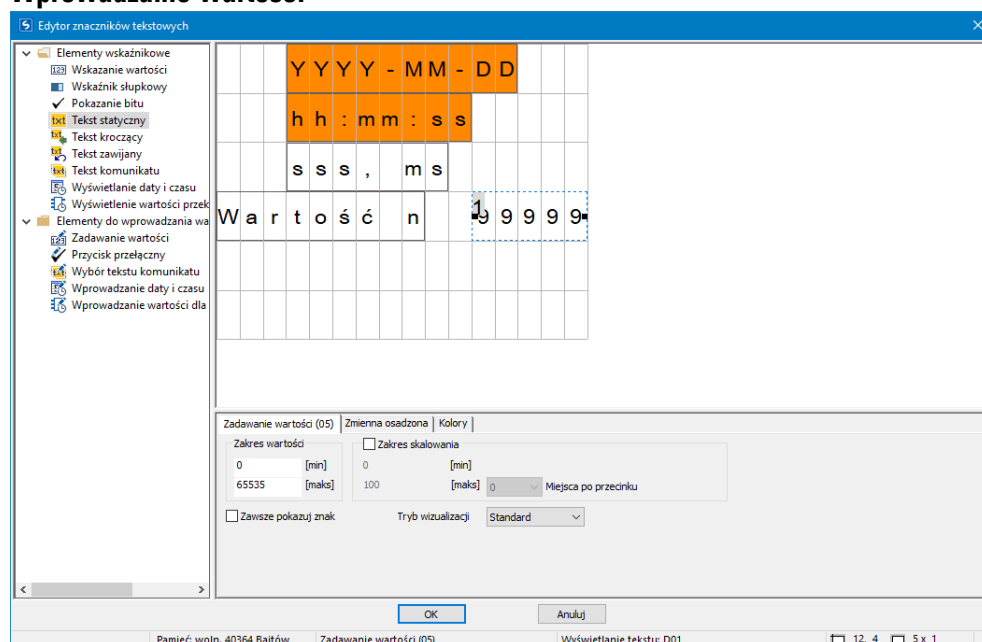 Wprowadzanie wartości
Edytor znaczników tekstowych
Elementy wskaźnikowe
Wskazanie wartości
Wskaźnik słupkowy
Pokazanie bitu
Tekst statyczny
Tekst kroczący
Tekst zawijany
Tekst komunikatu
Wyświetlanie daty i czasu
Wyświetlenie wartości przek
Elementy do wprowadzania wa
Zadawanie wartości
Przycisk przełączny
Wybór tekstu komunikatu
Wprowadzanie daty i czasu
Wprowadzanie wartości dla
YYYY-MM-DD
hh:mm:ss
sss, ms
Wartość n 1 99999
Zadawanie wartości (05) Zmienna osadzona Kolory
Zakres wartości Zakres skalowania
0 [min] 0 [min]
65535 [maks] 100 [maks] 0 Miejsca po przecinku
Zawsze pokazuj znak Tryb wizualizacji Standard
OK Anuluj
Pamięć: woln. 40364 Bajtów Zadawanie wartości (05) Wyświetlanie tekstu: D01 12, 4 5 x 1